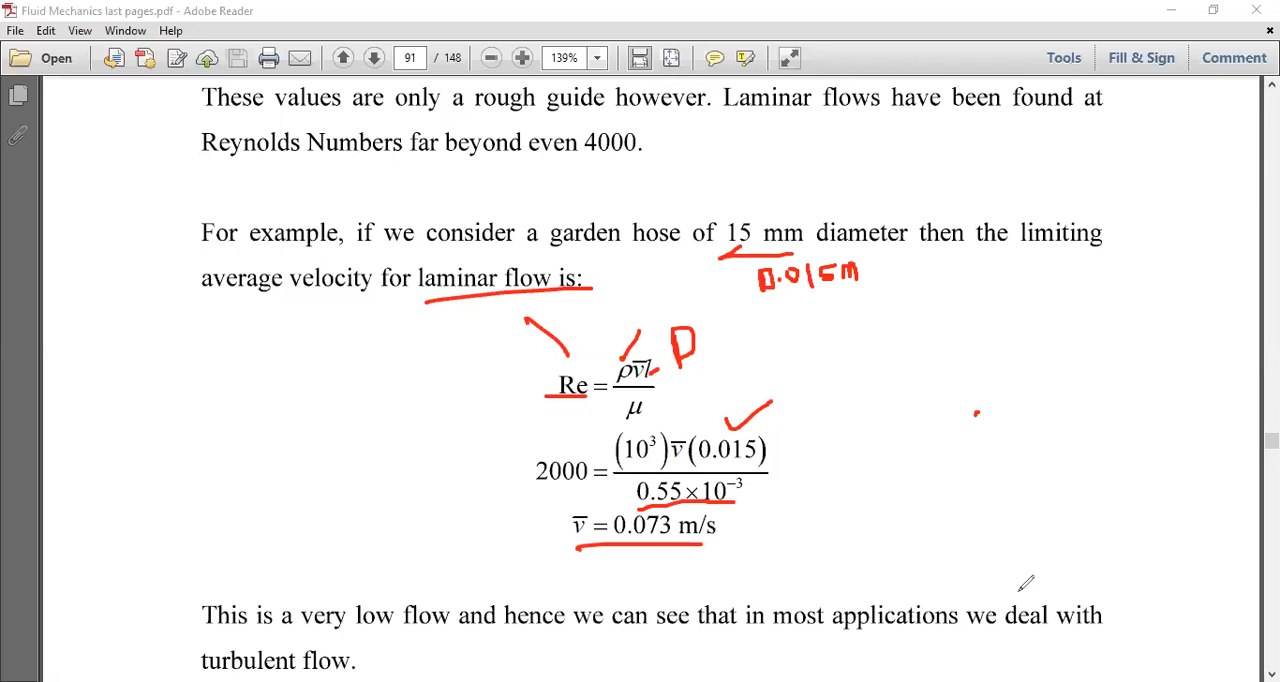 Fluid Mechanics last pages.pdf - Adobe Reader
File Edit View Window Help
Open 91 / 148 139% Tools Fill & Sign Comment
These values are only a rough guide however. Laminar flows have been found at
Reynolds Numbers far beyond even 4000.
For example, if we consider a garden hose of 15 mm diameter then the limiting
0.015m
average velocity for laminar flow is:
D
Re = ρv̅l / μ
2000 = (10³)v̅(0.015) / 0.55×10⁻³
v̅ = 0.073 m/s
This is a very low flow and hence we can see that in most applications we deal with
turbulent flow.